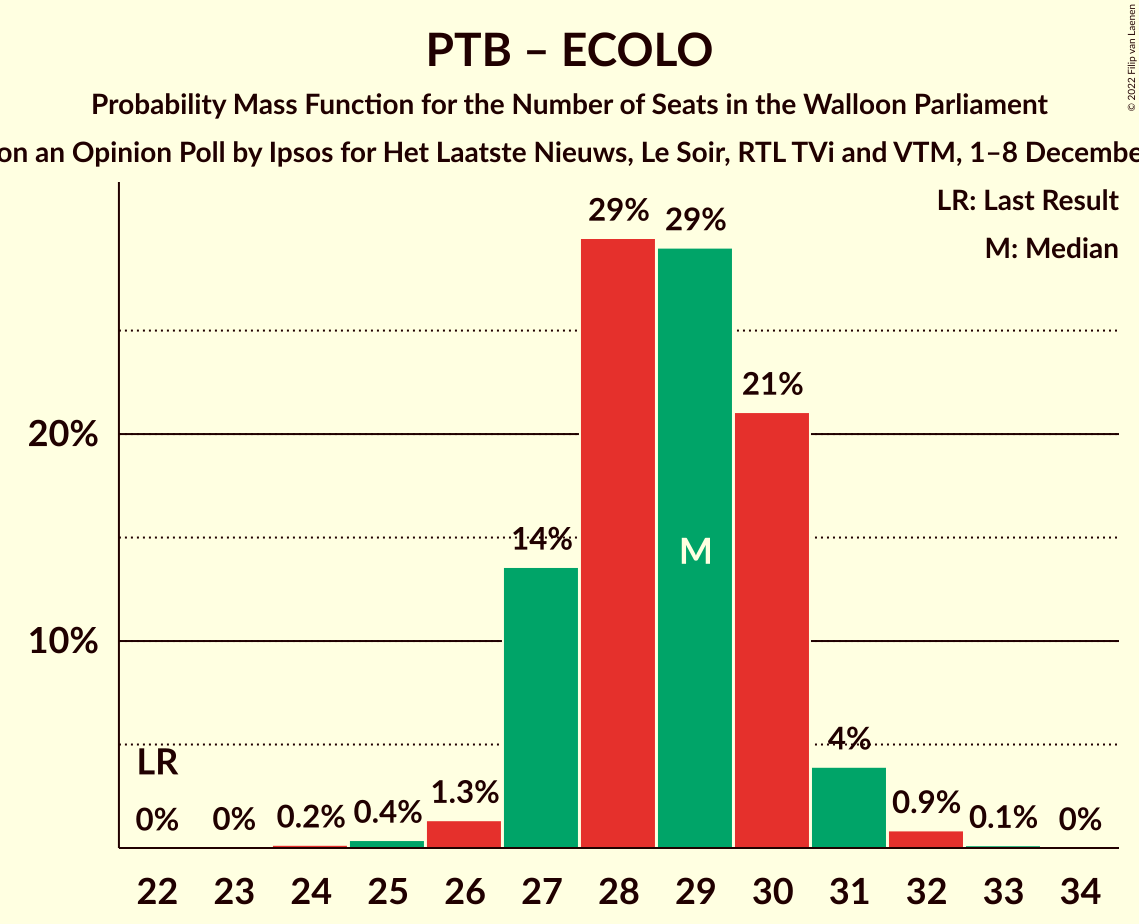 PTB – ECOLO
Probability Mass Function for the Number of Seats in the Walloon Parliament
on an Opinion Poll by Ipsos for Het Laatste Nieuws, Le Soir, RTL TVi and VTM, 1–8 Decembe
© 2022 Filip van Laenen
LR: Last Result
M: Median
29%
29%
21%
20%
14%
M
10%
LR
4%
0%
0%
0.2%
0.4%
1.3%
0.9%
0.1%
0%
22 23 24 25 26 27 28 29 30 31 32 33 34